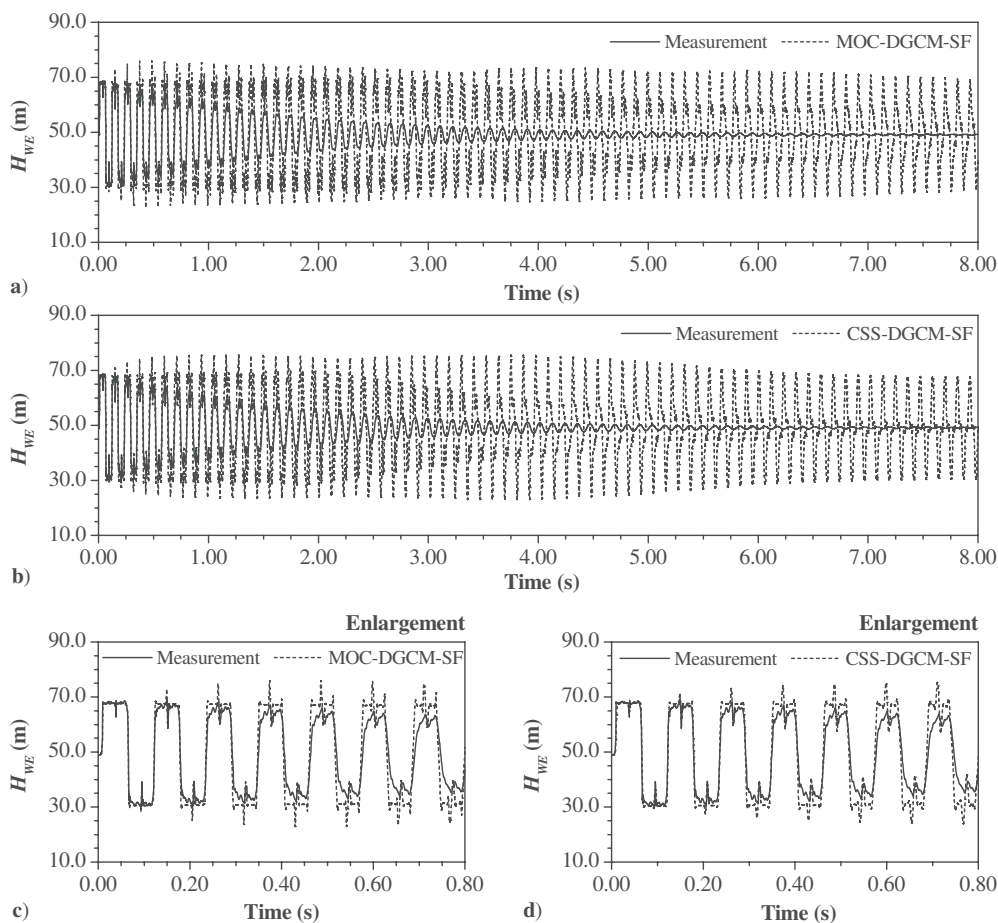 90.0
Measurement MOC-DGCM-SF
70.0
H_WE (m)
50.0
30.0
10.0
0.00 1.00 2.00 3.00 4.00 5.00 6.00 7.00 8.00
a) Time (s)
90.0
Measurement CSS-DGCM-SF
70.0
H_WE (m)
50.0
30.0
10.0
0.00 1.00 2.00 3.00 4.00 5.00 6.00 7.00 8.00
b) Time (s)
Enlargement
90.0
Measurement MOC-DGCM-SF
70.0
H_WE (m)
50.0
30.0
10.0
0.00 0.20 0.40 0.60 0.80
c) Time (s)
Enlargement
90.0
Measurement CSS-DGCM-SF
70.0
H_WE (m)
50.0
30.0
10.0
0.00 0.20 0.40 0.60 0.80
d) Time (s)